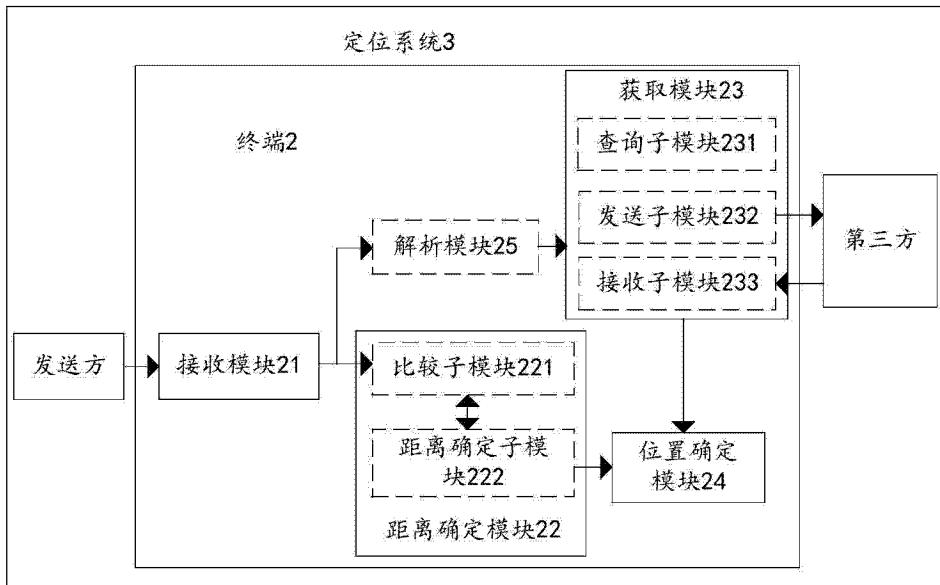 定位系统3
终端2
获取模块23
查询子模块231
发送子模块232
接收子模块233
第三方
解析模块25
发送方
接收模块21
比较子模块221
距离确定子模
块222
距离确定模块22
位置确定
模块24